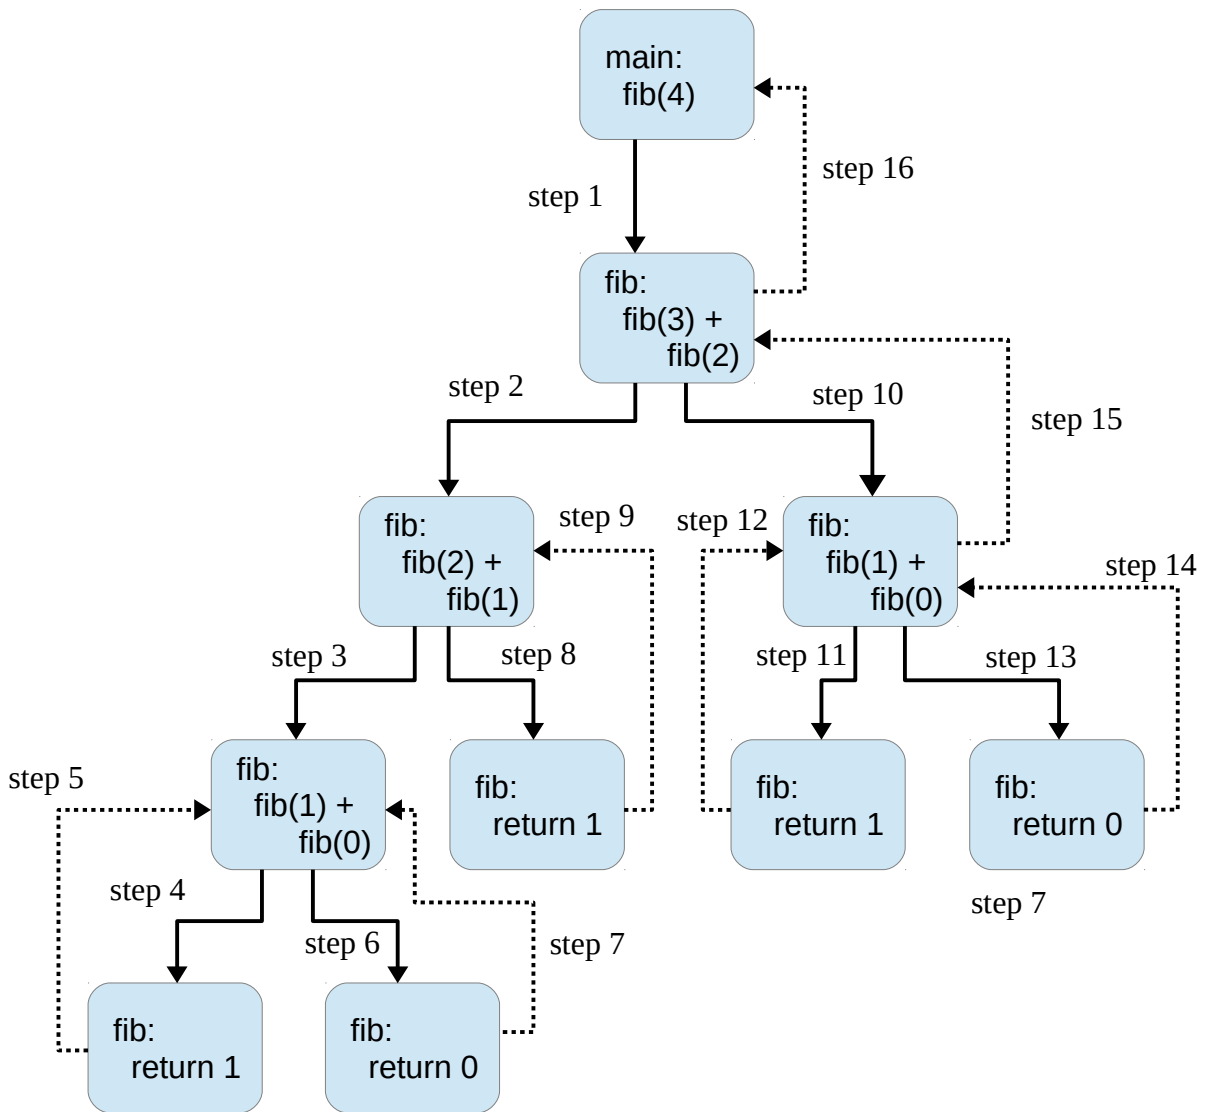 main:
fib(4)
step 16
step 1
fib:
fib(3) +
fib(2)
step 2
step 10
step 15
fib:
fib(2) +
fib(1)
step 9
step 12
fib:
fib(1) +
fib(0)
step 14
step 3
step 8
step 11
step 13
step 5
fib:
fib(1) +
fib(0)
fib:
return 1
fib:
return 1
fib:
return 0
step 4
step 6
step 7
step 7
fib:
return 1
fib:
return 0